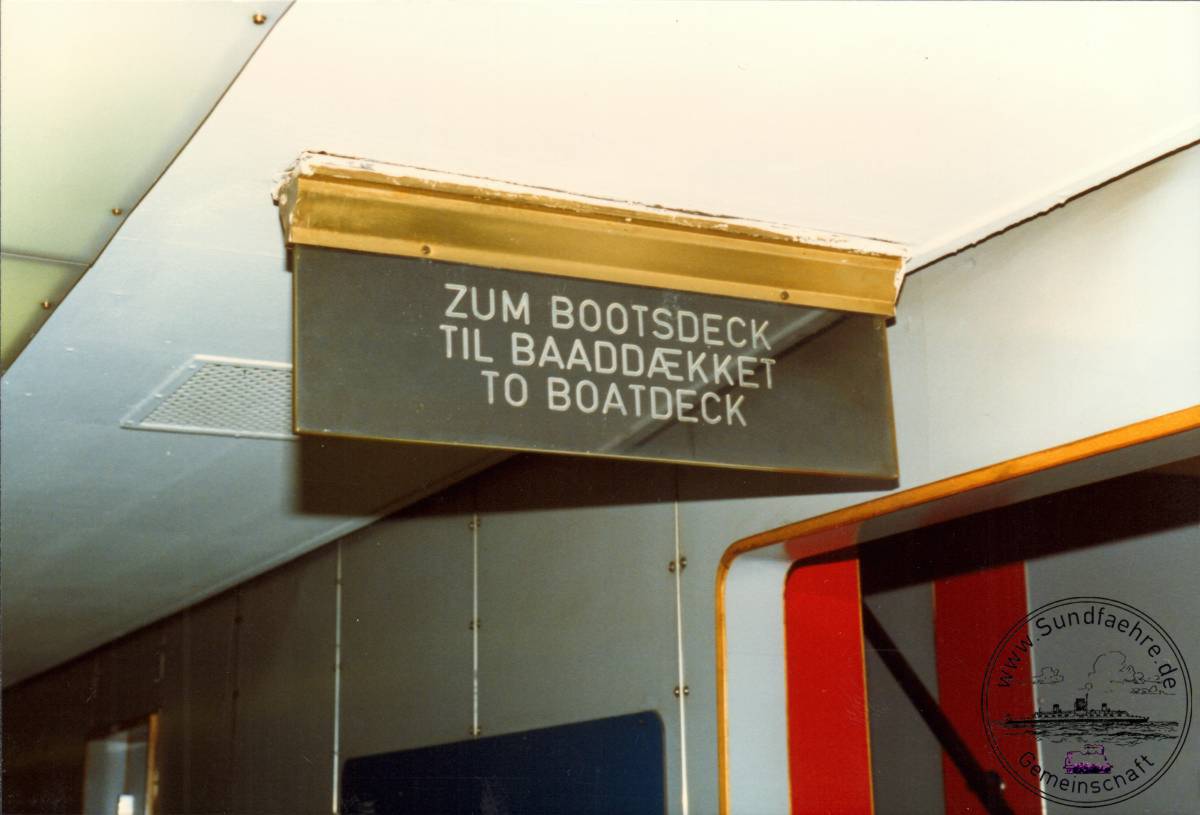 ZUM BOOTSDECK
TIL BAADDÆKKET
TO BOATDECK
www.Sundfaehre.de
Gemeinschaft